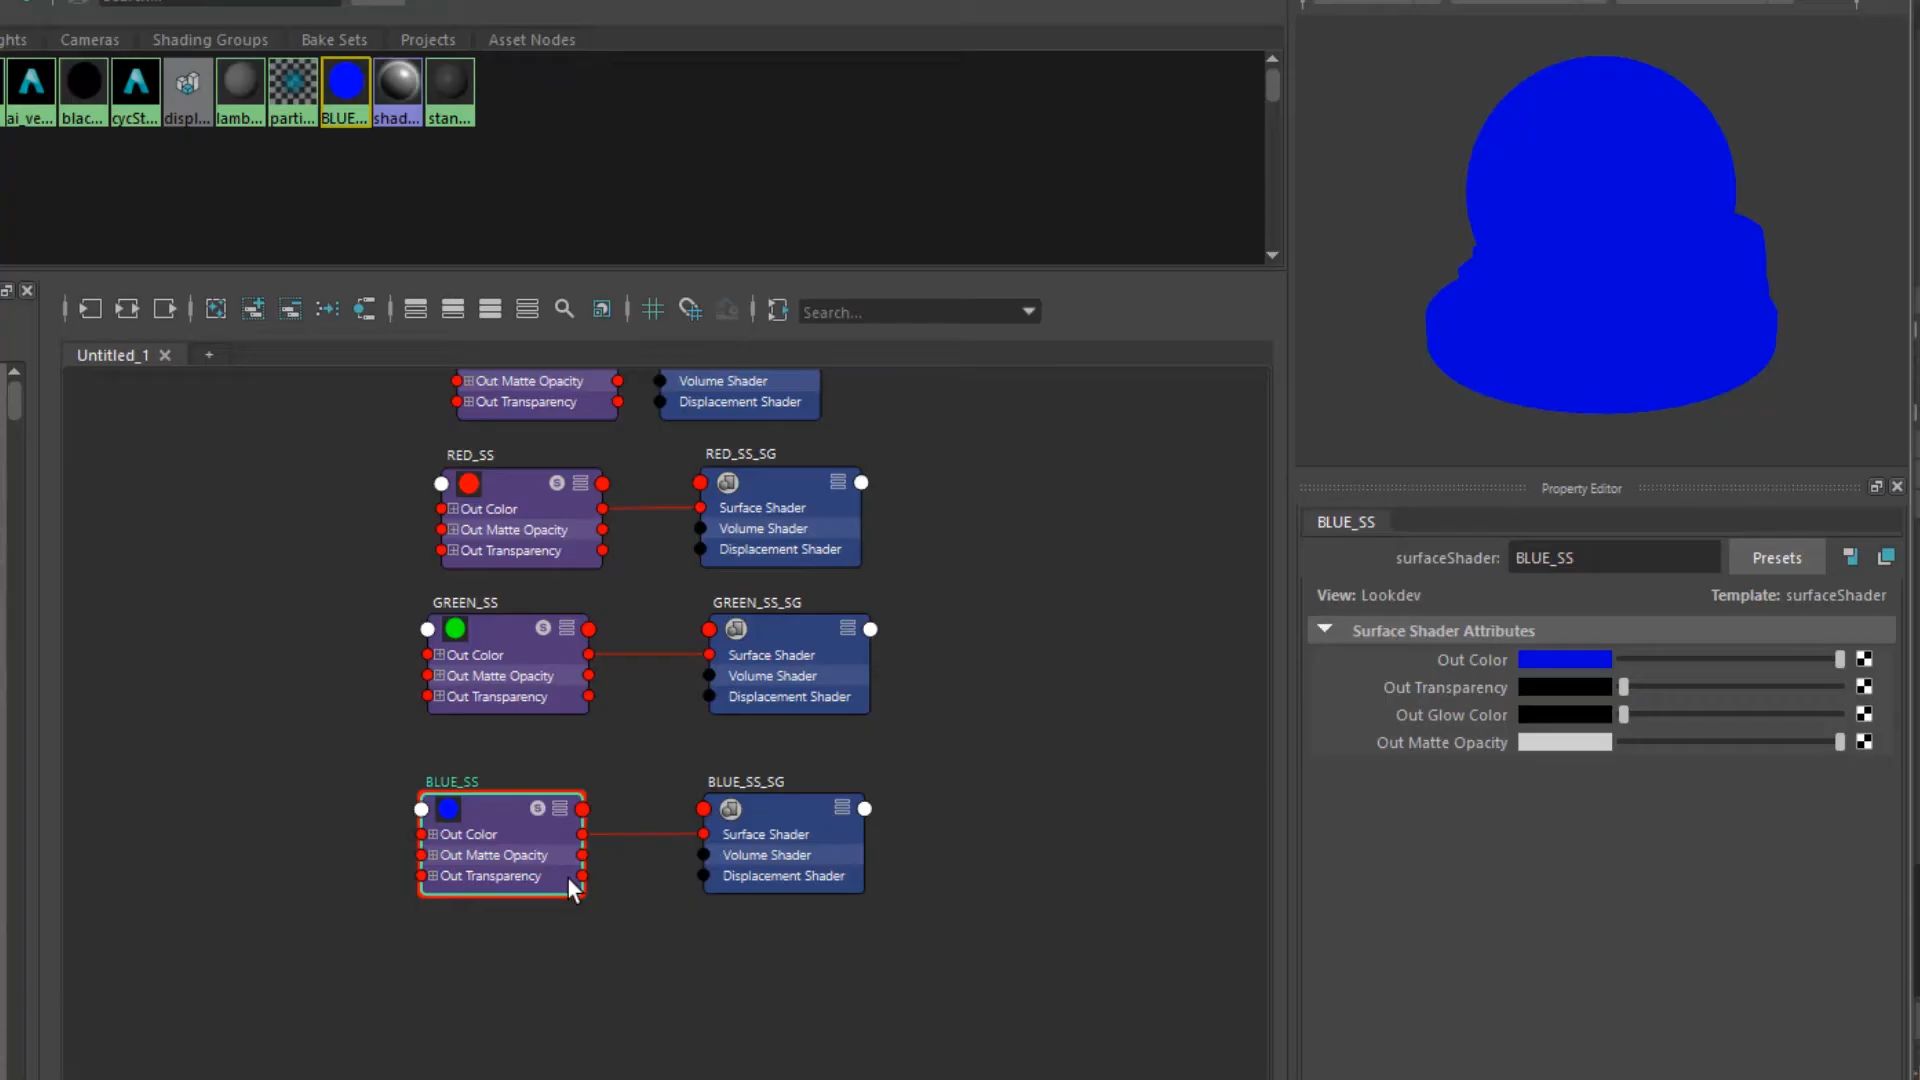 Search...
ghts Cameras Shading Groups Bake Sets Projects Asset Nodes
ai_ve... blac... cycSt... displ... lamb... parti... BLUE... shad... stan...
Search...
Untitled_1 +
Out Matte Opacity
Out Transparency
Volume Shader
Displacement Shader
RED_SS
Out Color
Out Matte Opacity
Out Transparency
RED_SS_SG
Surface Shader
Volume Shader
Displacement Shader
GREEN_SS
Out Color
Out Matte Opacity
Out Transparency
GREEN_SS_SG
Surface Shader
Volume Shader
Displacement Shader
BLUE_SS
Out Color
Out Matte Opacity
Out Transparency
BLUE_SS_SG
Surface Shader
Volume Shader
Displacement Shader
Property Editor
BLUE_SS
surfaceShader: BLUE_SS Presets
View: Lookdev Template: surfaceShader
Surface Shader Attributes
Out Color
Out Transparency
Out Glow Color
Out Matte Opacity